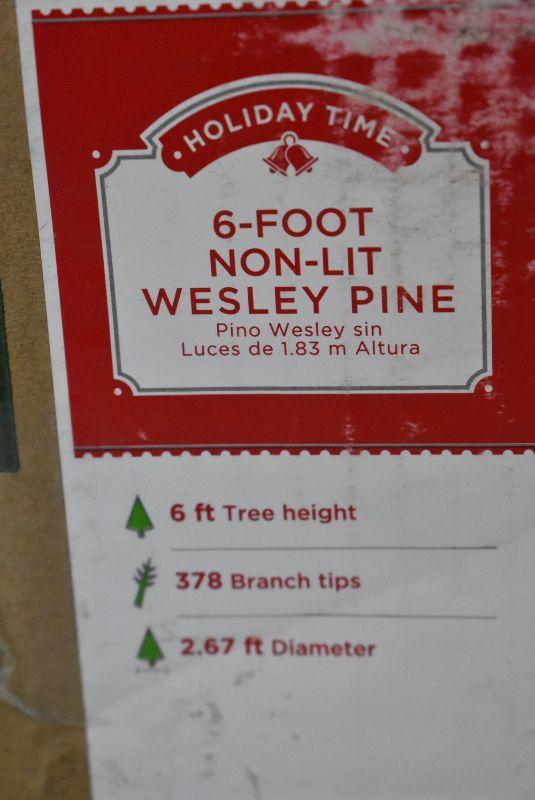 HOLIDAY TIME
6-FOOT
NON-LIT
WESLEY PINE
Pino Wesley sin
Luces de 1.83 m Altura
6 ft Tree height
378 Branch tips
2.67 ft Diameter